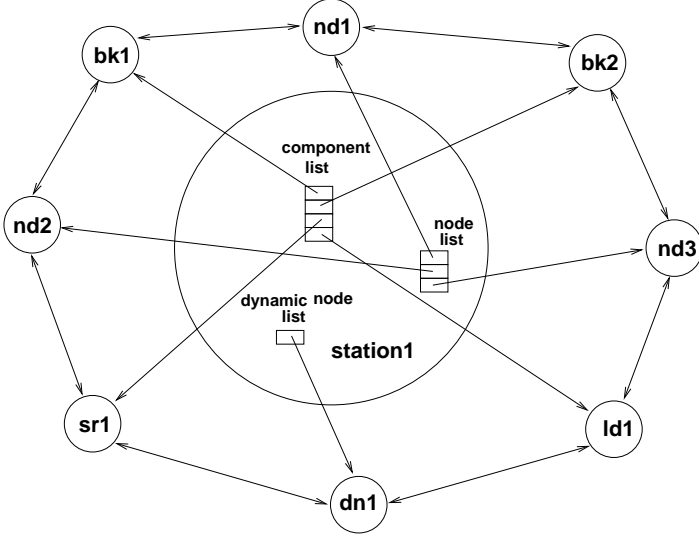 nd1
bk1
bk2
component
list
nd2
node
list
nd3
dynamic node
list
station1
sr1
ld1
dn1